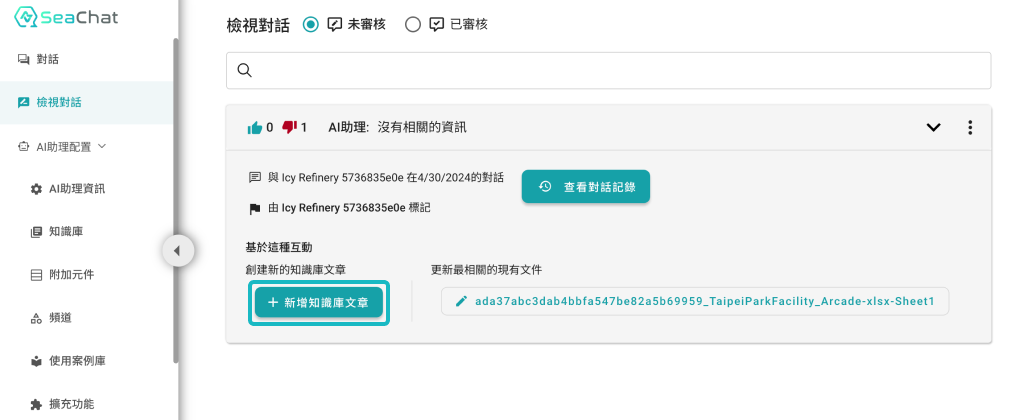 SeaChat
對話
檢視對話
AI助理配置
AI助理資訊
知識庫
附加元件
頻道
使用案例庫
擴充功能
檢視對話 未審核 已審核
0 1 AI助理: 沒有相關的資訊
與 Icy Refinery 5736835e0e 在4/30/2024的對話
查看對話記錄
由 Icy Refinery 5736835e0e 標記
基於這種互動
創建新的知識庫文章
更新最相關的現有文件
+ 新增知識庫文章
ada37abc3dab4bbfa547be82a5b69959_TaipeiParkFacility_Arcade-xlsx-Sheet1